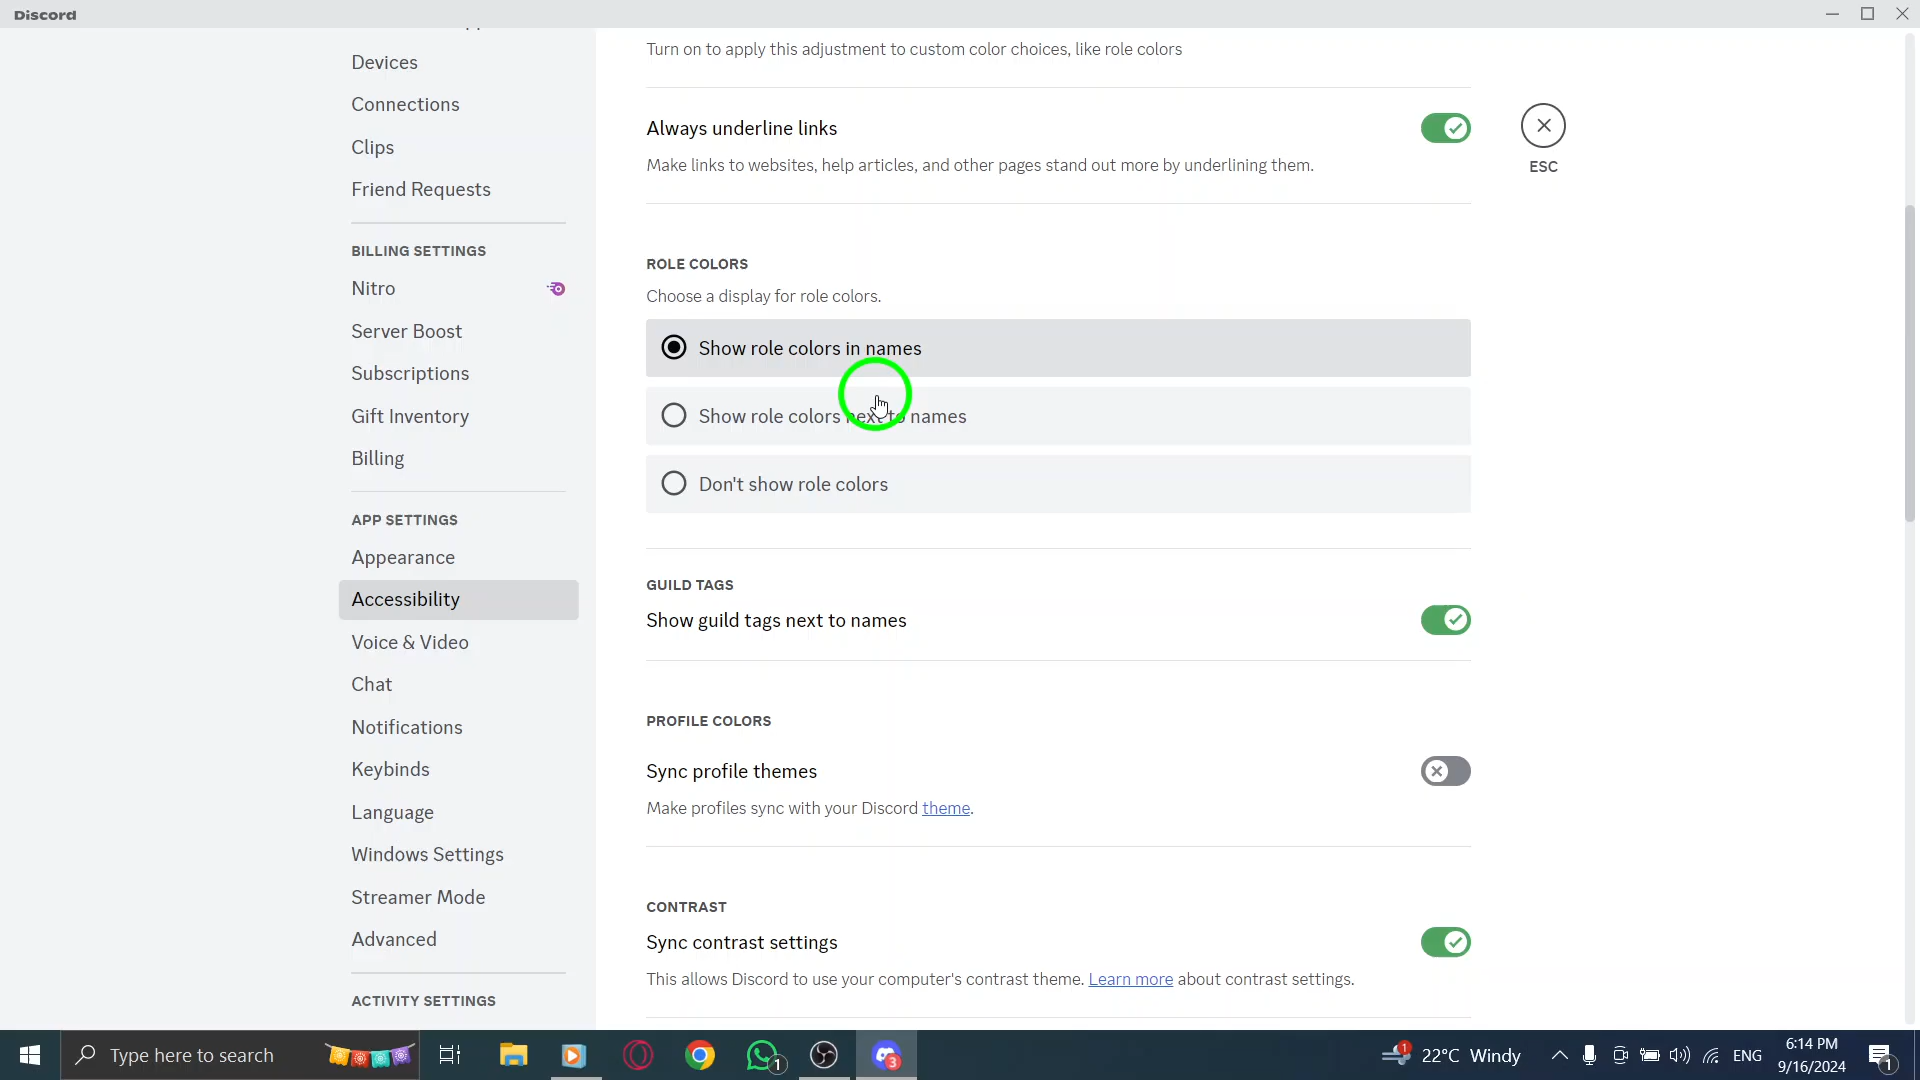 Discord
Devices
Connections
Clips
Friend Requests
BILLING SETTINGS
Nitro
Server Boost
Subscriptions
Gift Inventory
Billing
APP SETTINGS
Appearance
Accessibility
Voice & Video
Chat
Notifications
Keybinds
Language
Windows Settings
Streamer Mode
Advanced
ACTIVITY SETTINGS
Turn on to apply this adjustment to custom color choices, like role colors
Always underline links
Make links to websites, help articles, and other pages stand out more by underlining them.
ESC
ROLE COLORS
Choose a display for role colors.
Show role colors in names
Show role colors next to names
Don't show role colors
GUILD TAGS
Show guild tags next to names
PROFILE COLORS
Sync profile themes
Make profiles sync with your Discord theme.
CONTRAST
Sync contrast settings
This allows Discord to use your computer's contrast theme. Learn more about contrast settings.
Type here to search
1
3
1
22°C Windy
ENG
6:14 PM
9/16/2024
1